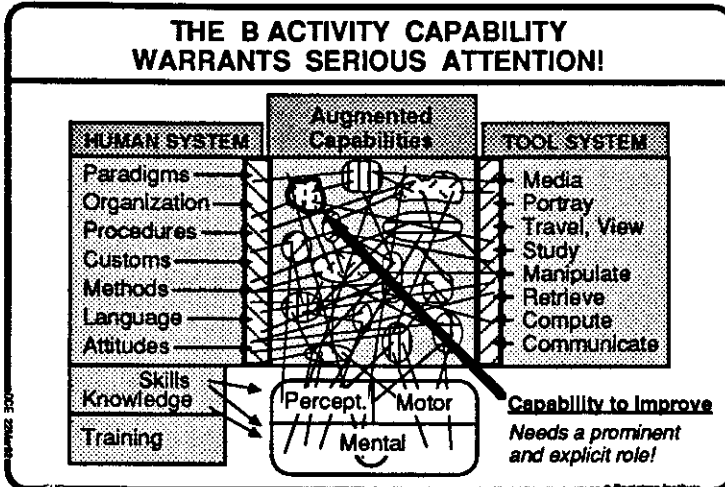 THE B ACTIVITY CAPABILITY
WARRANTS SERIOUS ATTENTION!
Augmented
Capabilities
HUMAN SYSTEM
TOOL SYSTEM
Paradigms
Organization
Procedures
Customs
Methods
Language
Attitudes
Media
Portray
Travel, View
Study
Manipulate
Retrieve
Compute
Communicate
Skills
Knowledge
Training
Percept.
Motor
Mental
Capability to Improve
Needs a prominent
and explicit role!
Bootstrap Institute